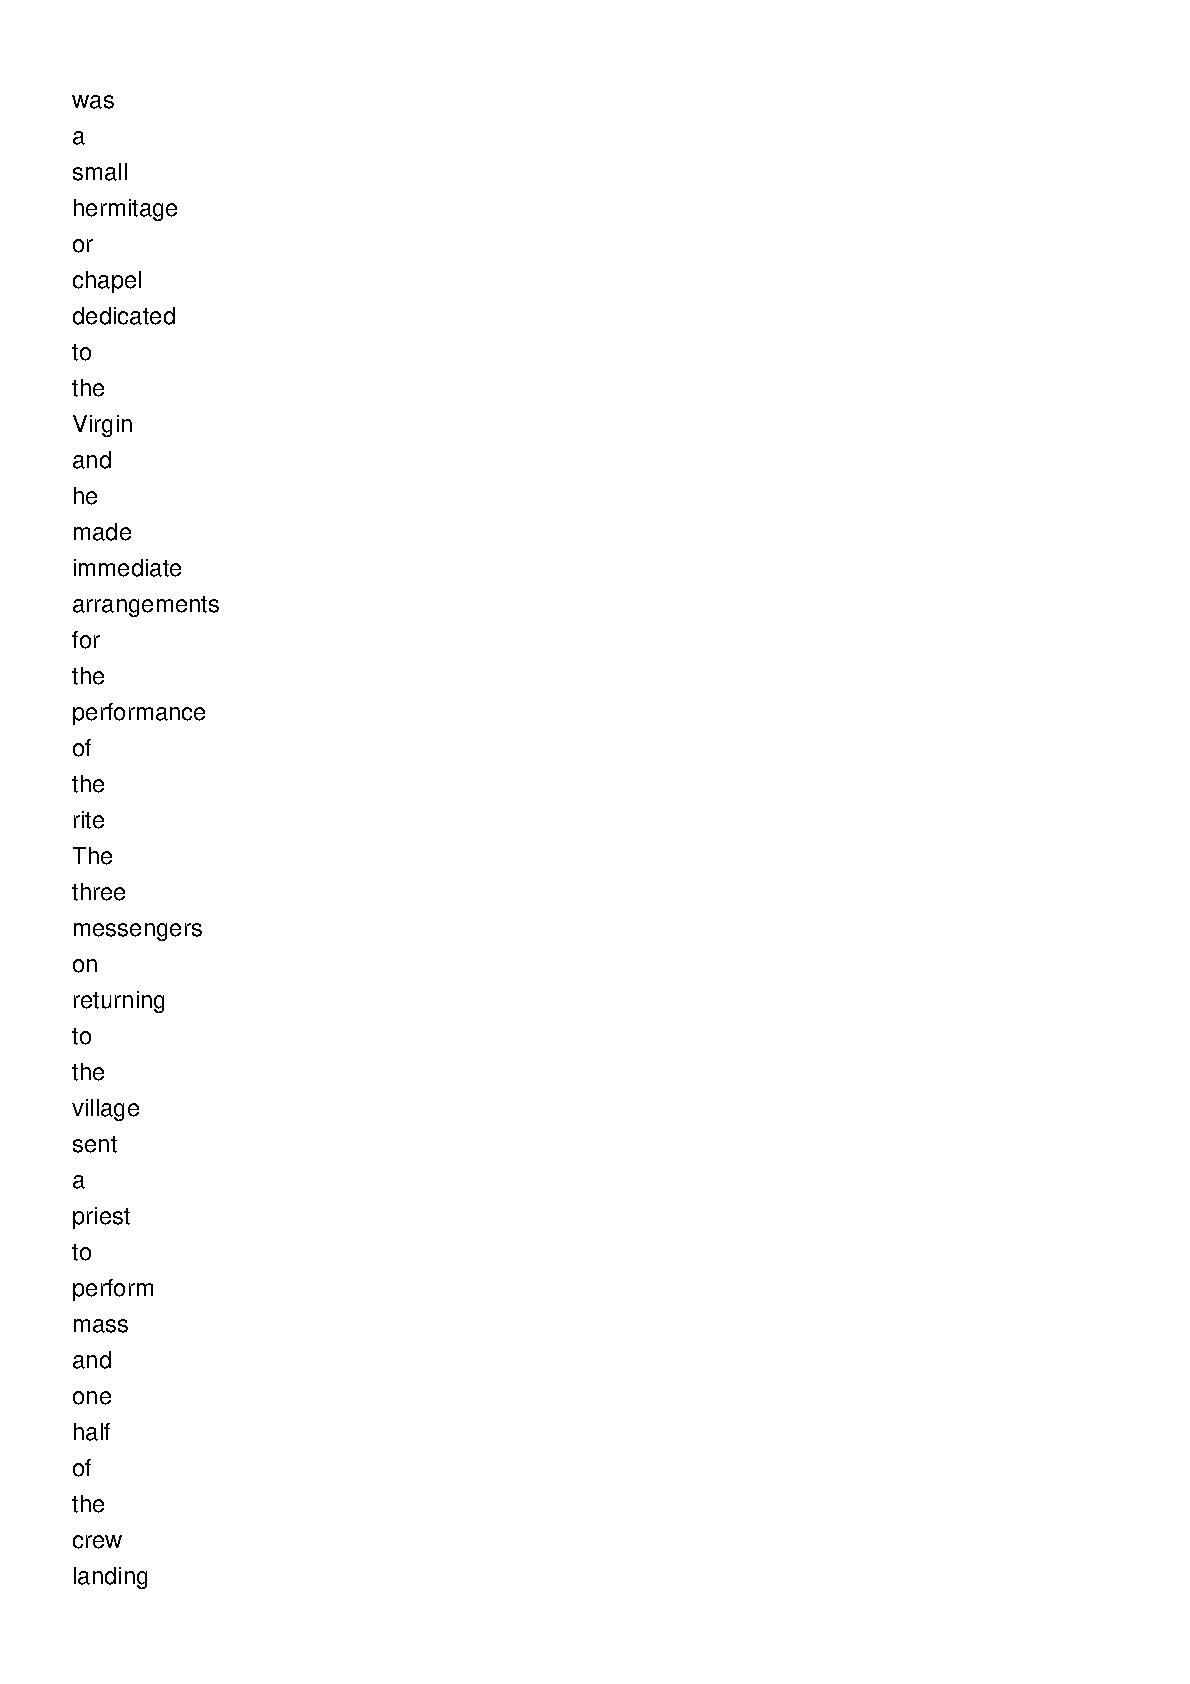 was
a
small
hermitage
or
chapel
dedicated
to
the
Virgin
and
he
made
immediate
arrangements
for
the
performance
of
the
rite
The
three
messengers
on
returning
to
the
village
sent
a
priest
to
perform
mass
and
one
half
of
the
crew
landing